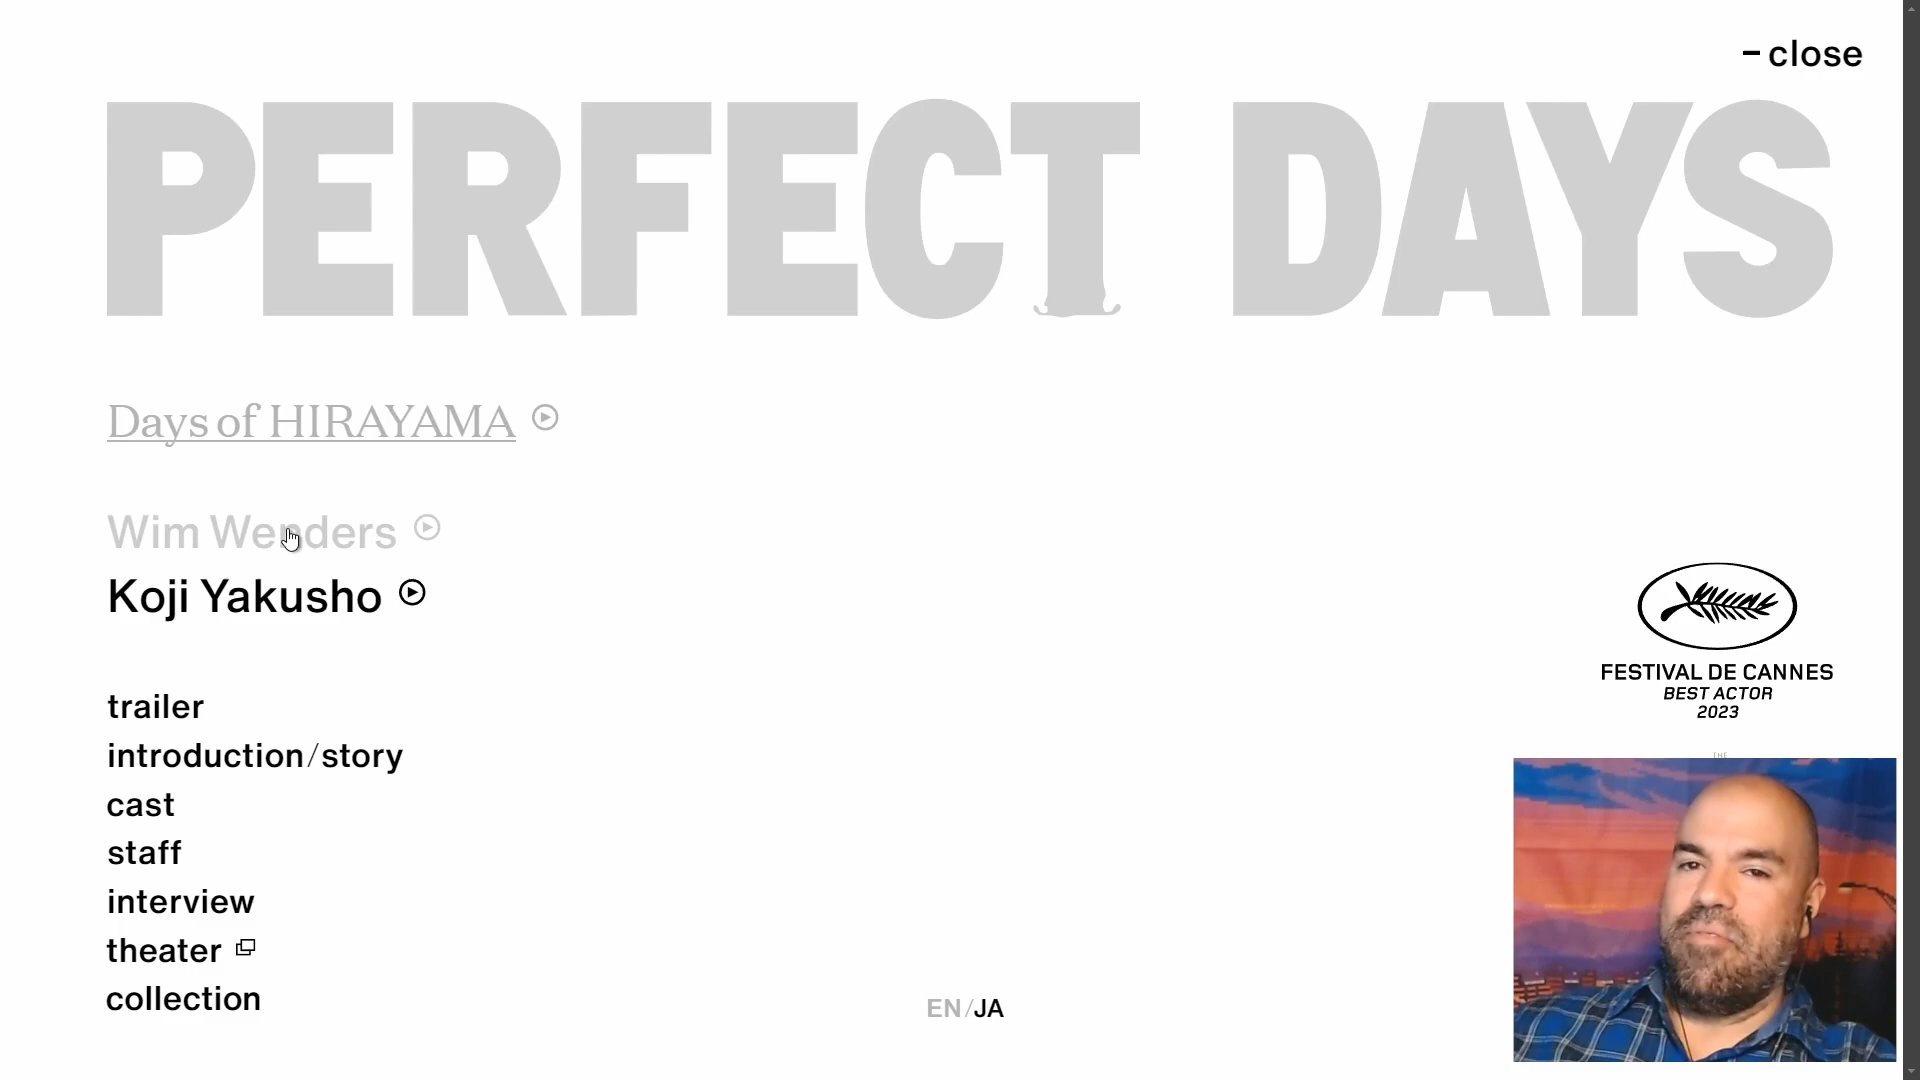 – close
PERFECT DAYS
Days of HIRAYAMA
Wim Wenders
Koji Yakusho
trailer
introduction/story
cast
staff
interview
theater
collection
EN/JA
FESTIVAL DE CANNES
BEST ACTOR
2023
THE